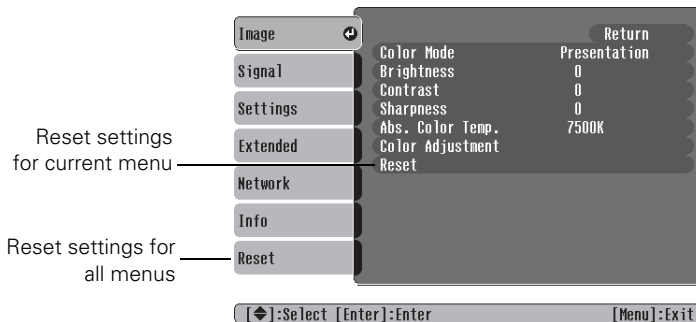 Image
Signal
Settings
Extended
Network
Info
Reset
Return
Color Mode Presentation
Brightness 0
Contrast 0
Sharpness 0
Abs. Color Temp. 7500K
Color Adjustment
Reset
Reset settings
for current menu
Reset settings for
all menus
[ ]:Select [Enter]:Enter [Menu]:Exit